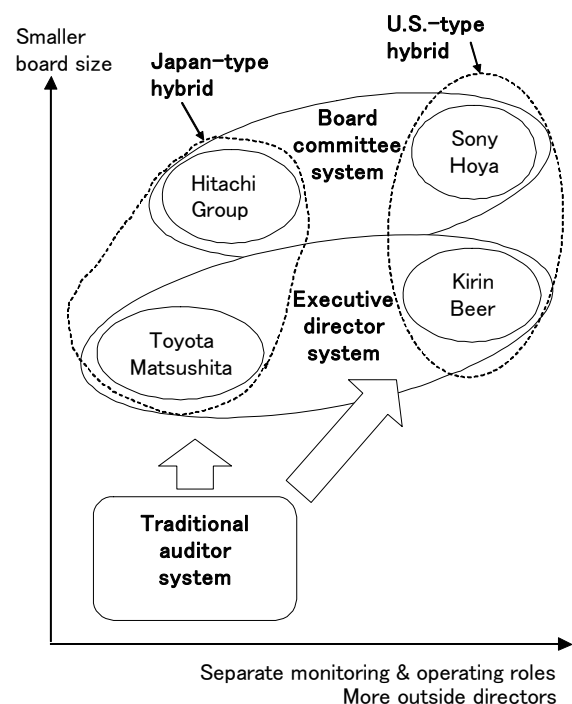 U.S.-type
hybrid
Smaller
board size
Japan-type
hybrid
Board
committee
system
Sony
Hoya
Hitachi
Group
Kirin
Beer
Executive
director
system
Toyota
Matsushita
Traditional
auditor
system
Separate monitoring & operating roles
More outside directors